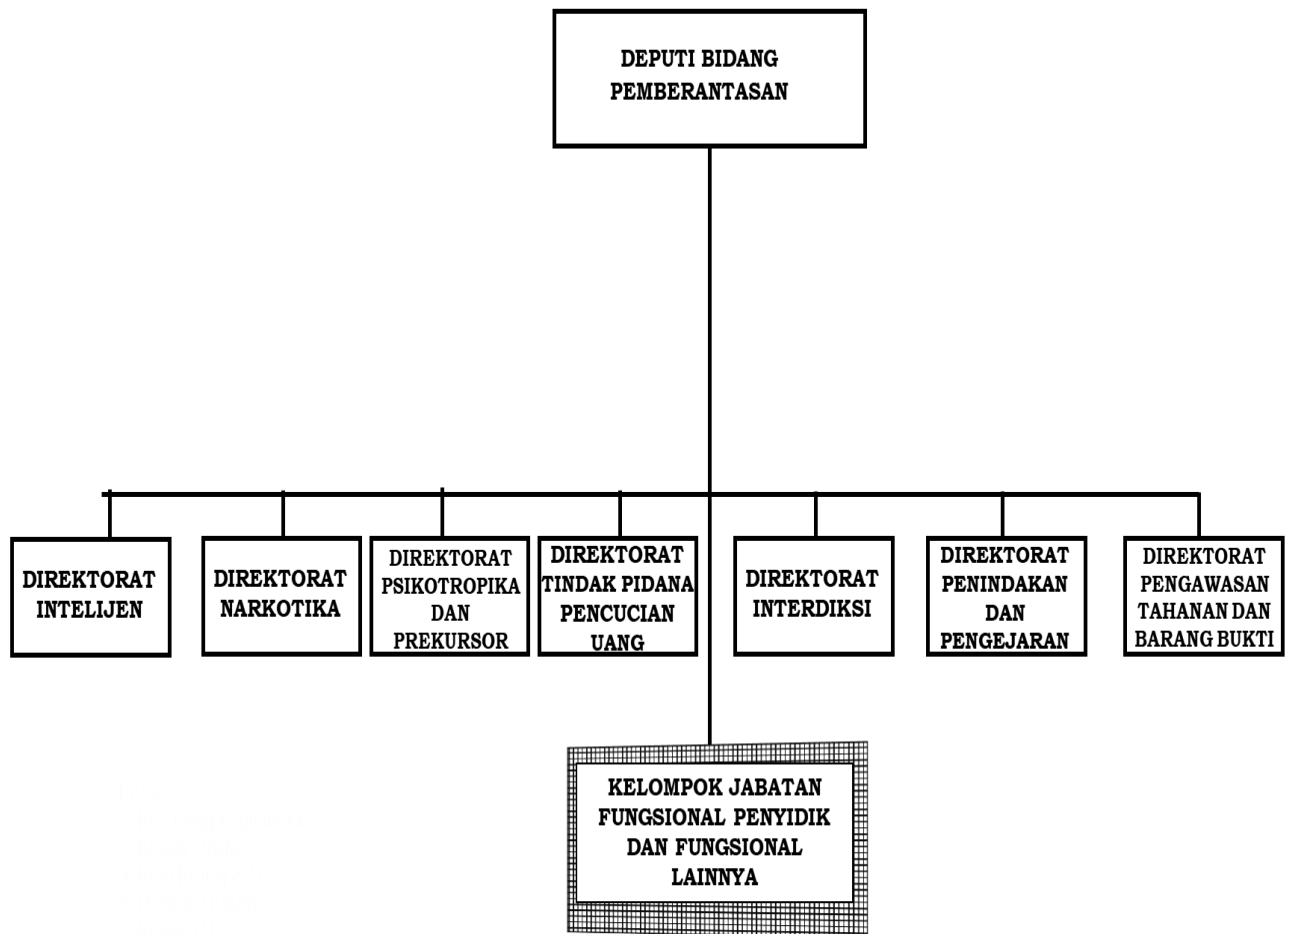 DEPUTI BIDANG
PEMBERANTASAN
DIREKTORAT
INTELIJEN
DIREKTORAT
NARKOTIKA
DIREKTORAT
PSIKOTROPIKA
DAN
PREKURSOR
DIREKTORAT
TINDAK PIDANA
PENCUCIAN
UANG
DIREKTORAT
INTERDIKSI
DIREKTORAT
PENINDAKAN
DAN
PENGEJARAN
DIREKTORAT
PENGAWASAN
TAHANAN DAN
BARANG BUKTI
KELOMPOK JABATAN
FUNGSIONAL PENYIDIK
DAN FUNGSIONAL
LAINNYA